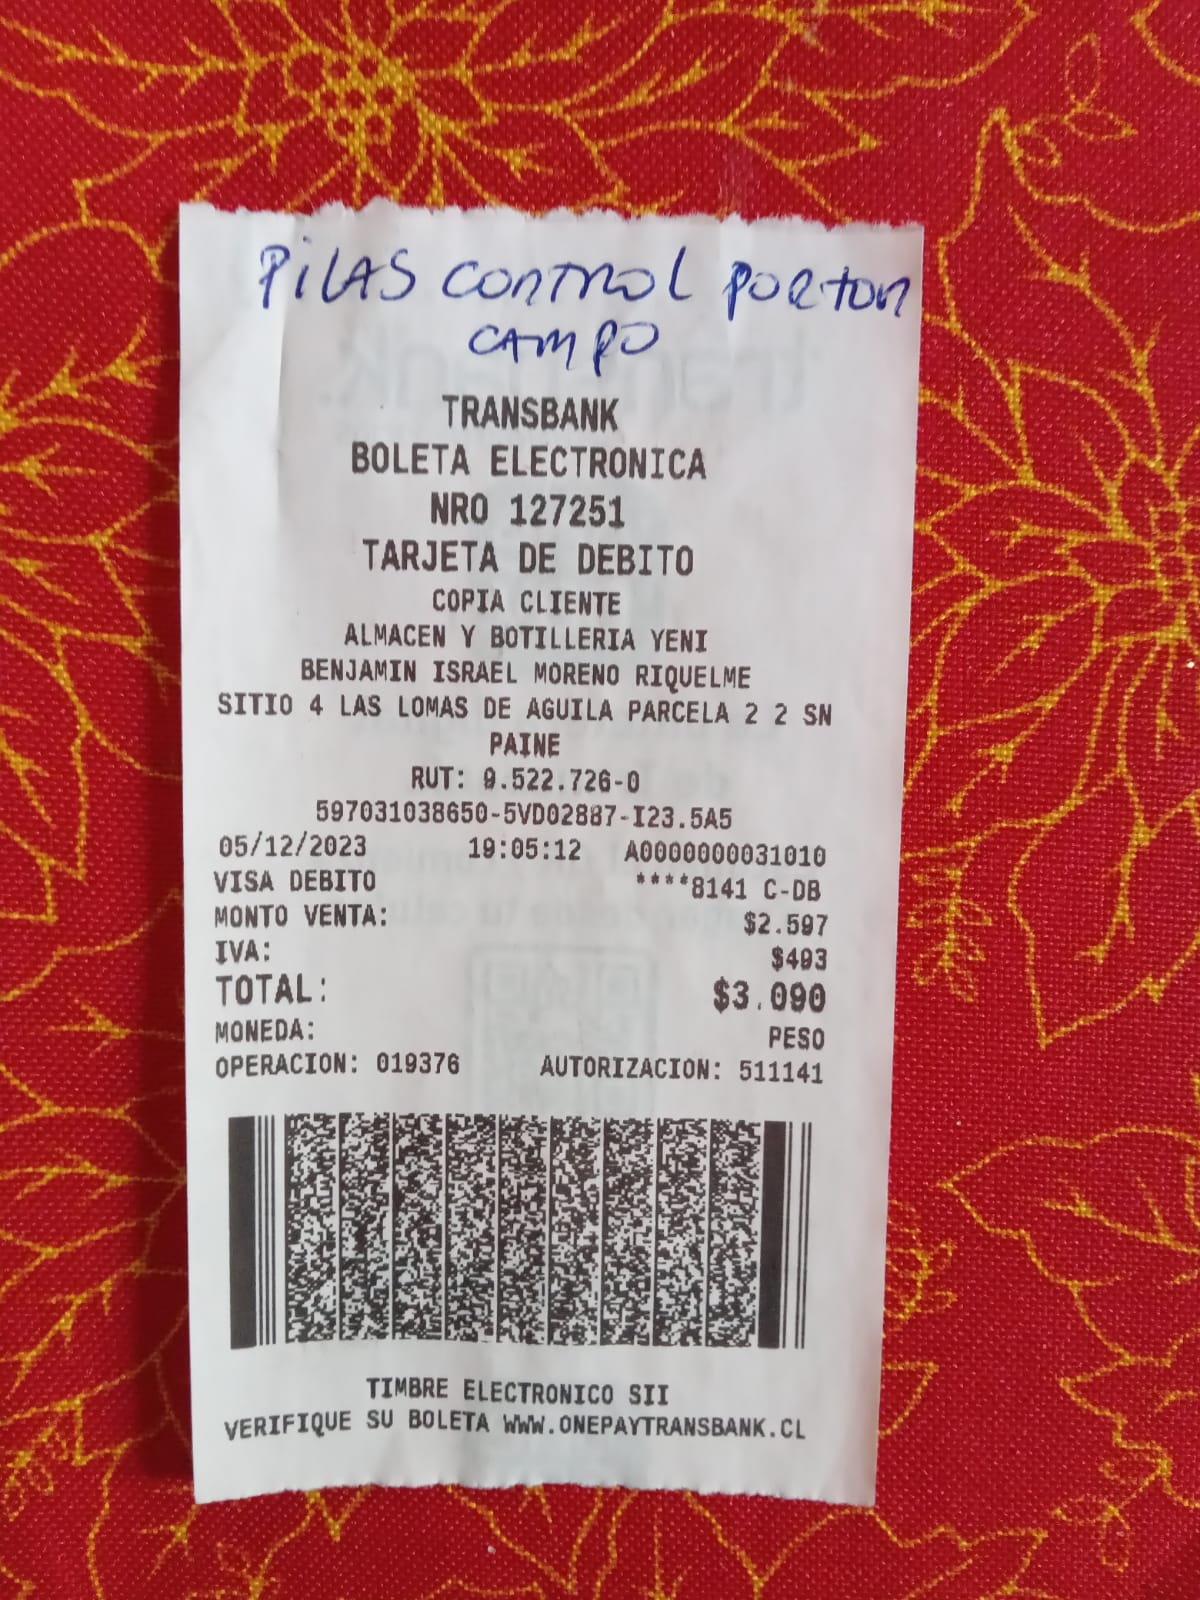 PiLAS CONTROL PORTON
CAMPO
TRANSBANK
BOLETA ELECTRONICA
NRO 127251
TARJETA DE DEBITO
COPIA CLIENTE
ALMACEN Y BOTILLERIA YENI
BENJAMIN ISRAEL MORENO RIQUELME
SITIO 4 LAS LOMAS DE AGUILA PARCELA 2 2 SN
PAINE
RUT: 9.522.726-0
597031038650-5VD02887-I23.5A5
05/12/2023 19:05:12 A0000000031010
VISA DEBITO ****8141 C-DB
MONTO VENTA: $2.597
IVA: $493
TOTAL: $3.090
MONEDA: PESO
OPERACION: 019376 AUTORIZACION: 511141
TIMBRE ELECTRONICO SII
VERIFIQUE SU BOLETA WWW.ONEPAYTRANSBANK.CL